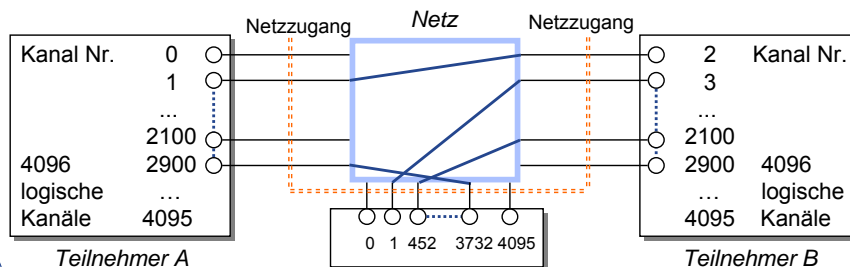 Netz
Netzzugang
Netzzugang
Kanal Nr. 0
1
...
2100
4096 2900
logische ...
Kanäle 4095
Teilnehmer A
0 1 452 3732 4095
2 Kanal Nr.
3
...
2100
2900 4096
... logische
4095 Kanäle
Teilnehmer B